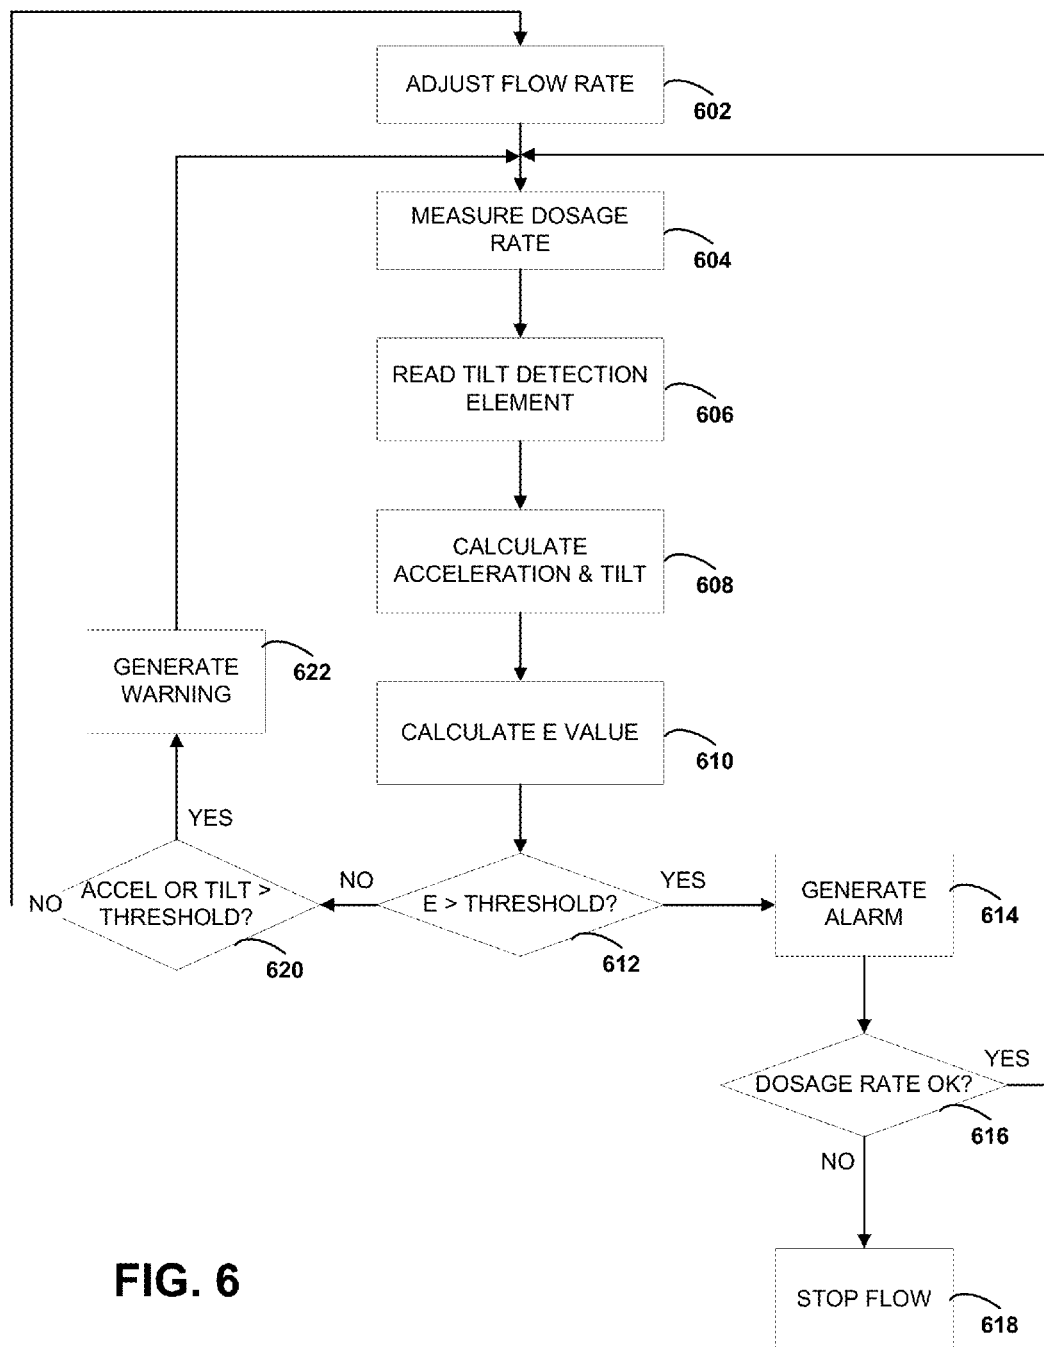 ADJUST FLOW RATE
602
MEASURE DOSAGE
RATE
604
READ TILT DETECTION
ELEMENT
606
CALCULATE
ACCELERATION & TILT
608
GENERATE
WARNING
622
CALCULATE E VALUE
610
YES
NO
ACCEL OR TILT >
THRESHOLD?
620
NO
E > THRESHOLD?
612
YES
GENERATE
ALARM
614
DOSAGE RATE OK?
YES
616
NO
STOP FLOW
618
FIG. 6